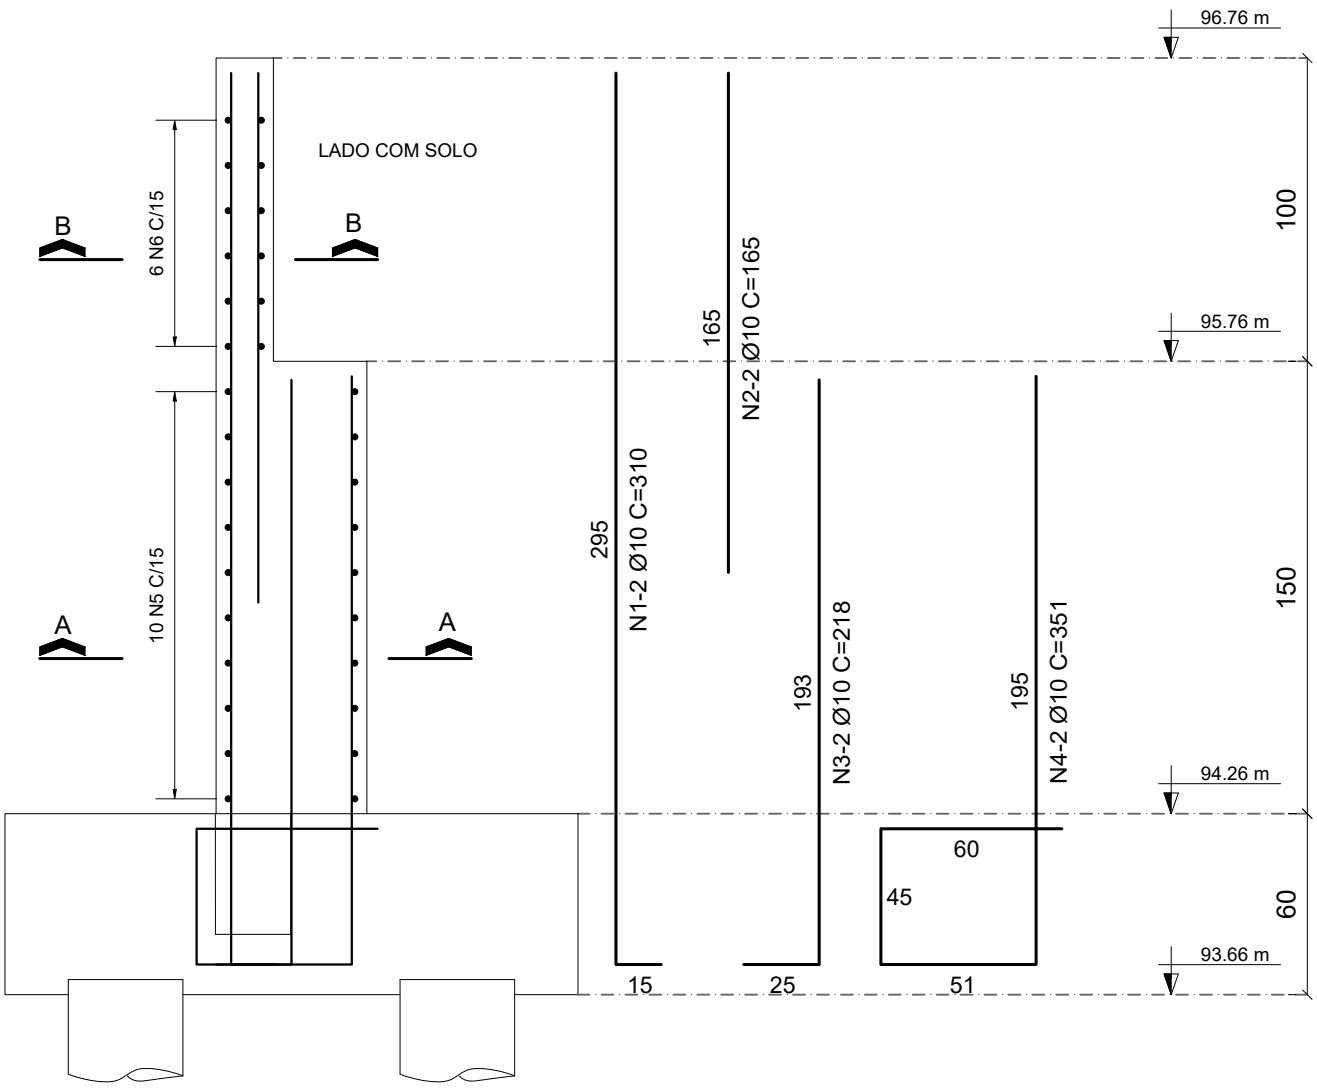 96.76 m
LADO COM SOLO
6 N6 C/15
B
B
100
165
N2-2 Ø10 C=165
95.76 m
10 N5 C/15
295
N1-2 Ø10 C=310
150
A
A
193
N3-2 Ø10 C=218
195
N4-2 Ø10 C=351
94.26 m
60
45
60
93.66 m
15
25
51